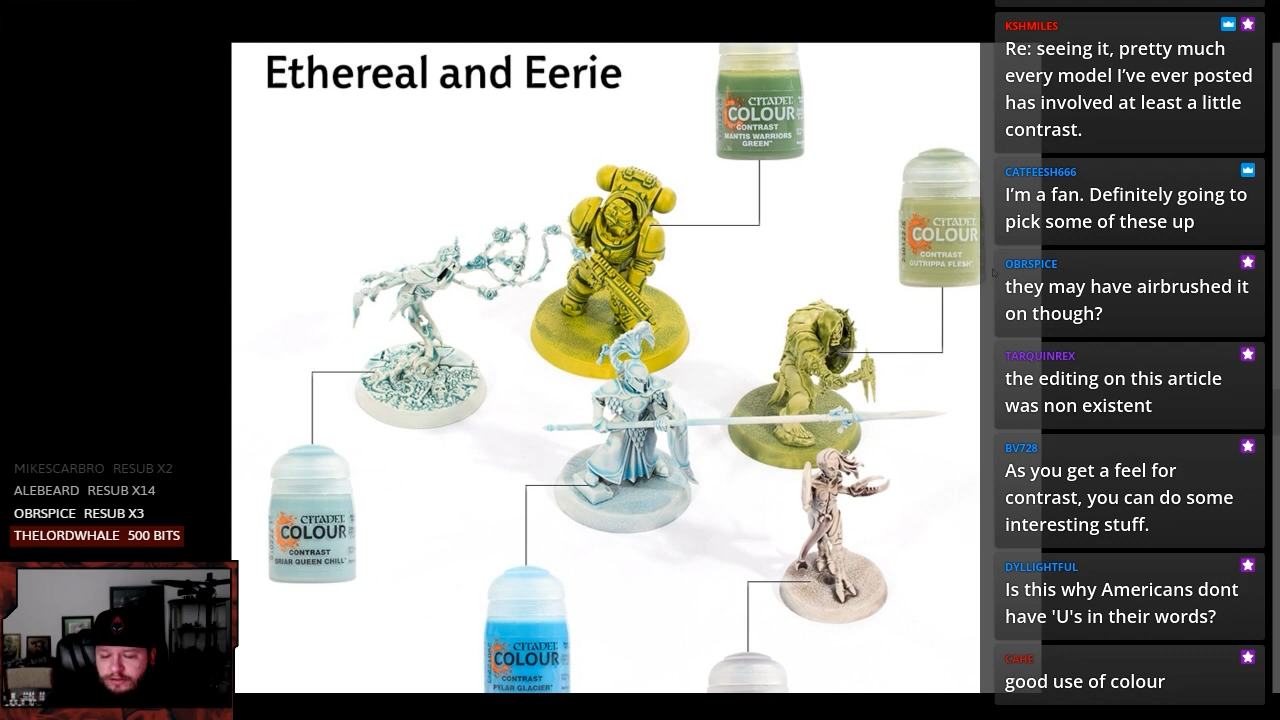 Ethereal and Eerie
CITADEL
COLOUR
CONTRAST
MANTIS WARRIORS
GREEN™
CITADEL
COLOUR
CONTRAST
GUTRIPPA FLESH™
CITADEL
COLOUR
CONTRAST
BRIAR QUEEN CHILL™
CITADEL
COLOUR
CONTRAST
PYLAR GLACIER™
MIKESCARBRO RESUB X2
ALEBEARD RESUB X14
OBRSPICE RESUB X3
THELORDWHALE 500 BITS
KSHMILES
Re: seeing it, pretty much
every model I’ve ever posted
has involved at least a little
contrast.
CATFEESH666
I’m a fan. Definitely going to
pick some of these up
OBRSPICE
they may have airbrushed it
on though?
TARQUINREX
the editing on this article
was non existent
BV728
As you get a feel for
contrast, you can do some
interesting stuff.
DYLLIGHTFUL
Is this why Americans dont
have 'U's in their words?
CAHE
good use of colour